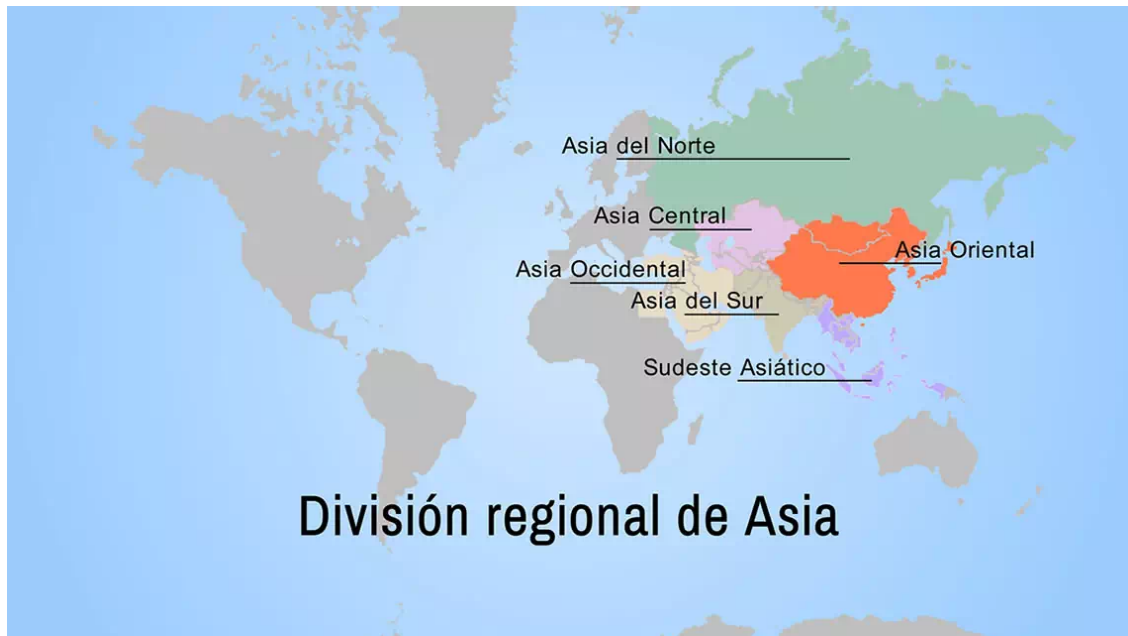 Asia del Norte
Asia Central
Asia Oriental
Asia Occidental
Asia del Sur
Sudeste Asiático
División regional de Asia